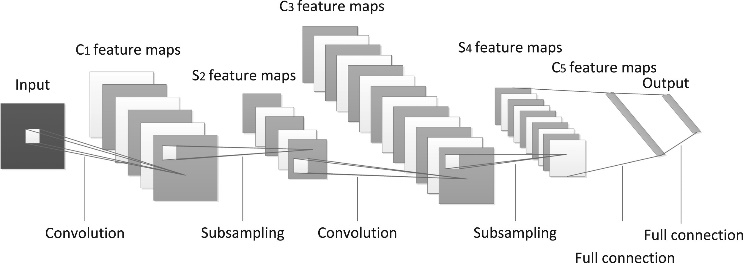 C3 feature maps
C1 feature maps
S4 feature maps
S2 feature maps
C5 feature maps
Input
Output
Convolution
Subsampling
Convolution
Subsampling
Full connection
Full connection